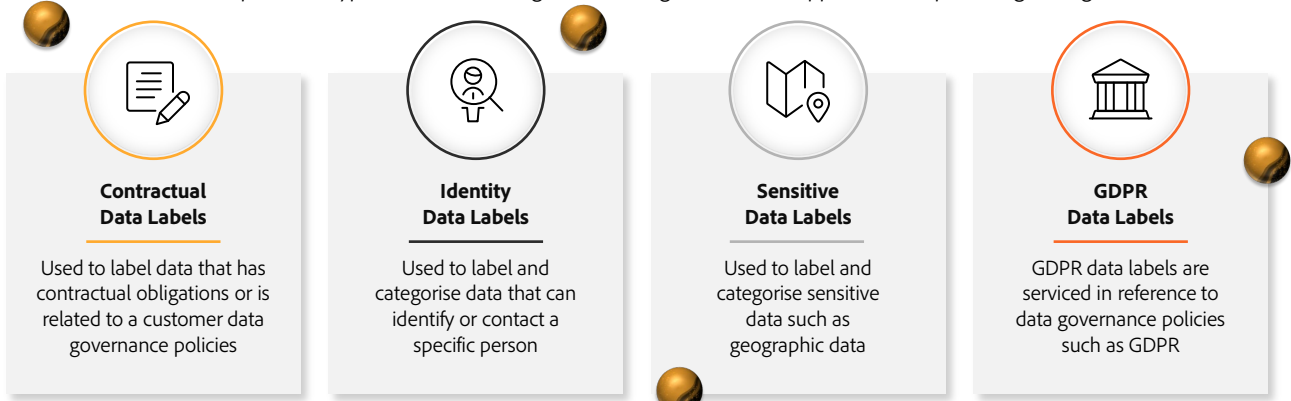 Contractual
Data Labels
Used to label data that has
contractual obligations or is
related to a customer data
governance policies
Identity
Data Labels
Used to label and
categorise data that can
identify or contact a
specific person
Sensitive
Data Labels
Used to label and
categorise sensitive
data such as
geographic data
GDPR
Data Labels
GDPR data labels are
serviced in reference to
data governance policies
such as GDPR